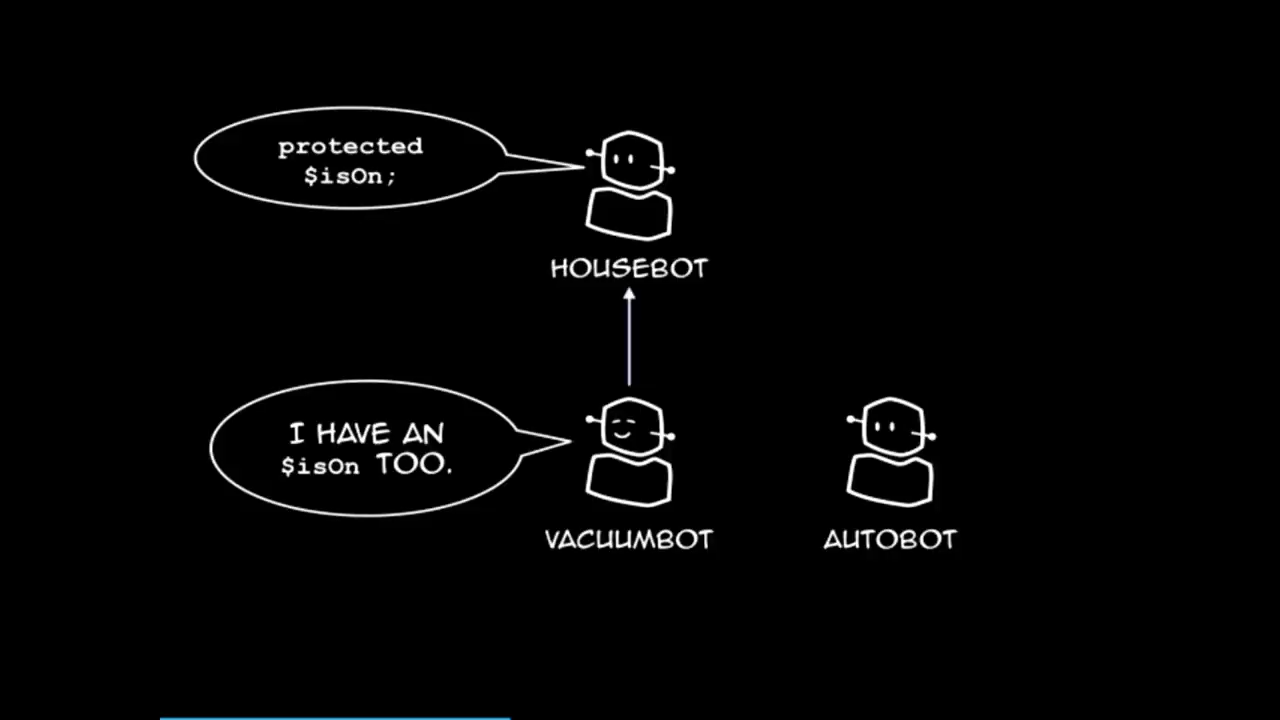 protected
$isOn;
HOUSEBOT
I HAVE AN
$isOn TOO.
VACUUMBOT
AUTOBOT